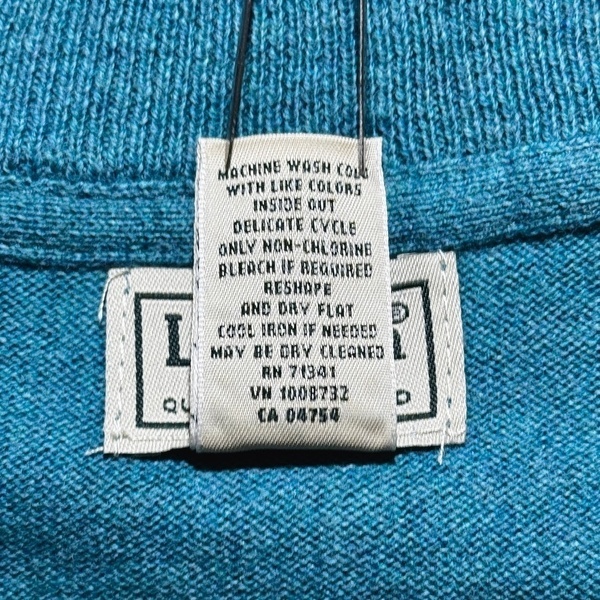 MACHINE WASH COLD
WITH LIKE COLORS
INSIDE OUT
DELICATE CYCLE
ONLY NON-CHLORINE
BLEACH IF REQUIRED
RESHAPE
AND DRY FLAT
COOL IRON IF NEEDED
MAY BE DRY CLEANED
RN 71341
VN 1008732
CA 04754
L
®
QU
D